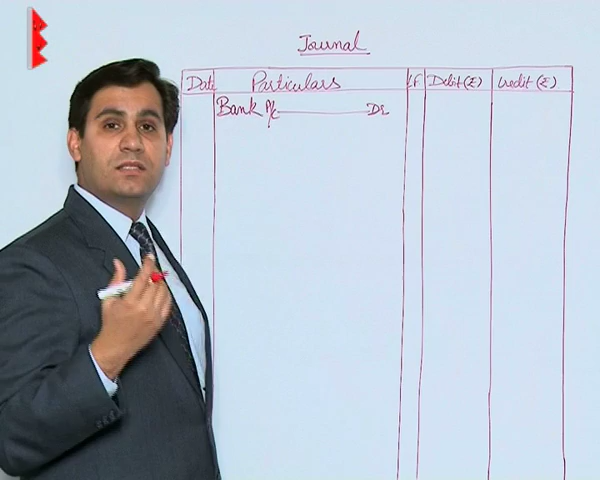 Journal
Date Particulars LF Debit (₹) Credit (₹)
Bank A/c Dr